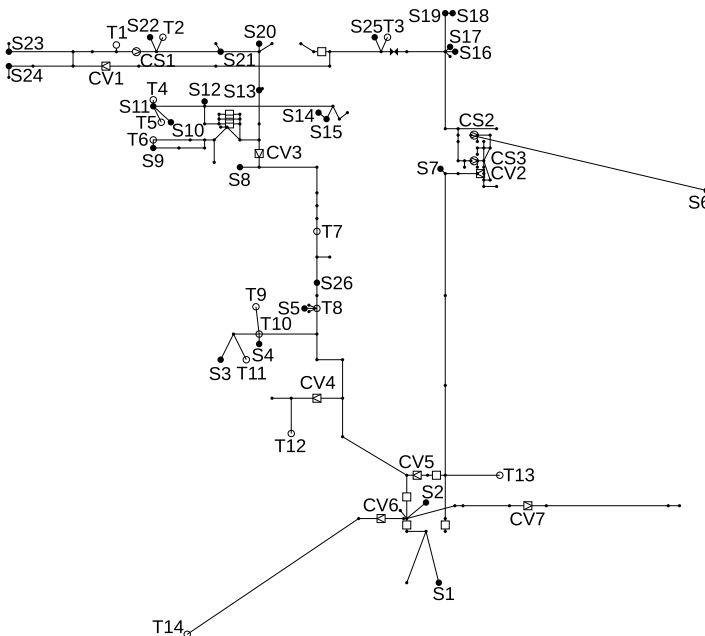 S19 S18
S22 T2
S25 T3
T1
S20
S23
S17
S16
CS1
S21
S24
CV1
T4
S12 S13
S11
S14
T5
S10
S15
CS2
T6
S9
CV3
CS3
S7
CV2
S8
S6
T7
S26
T9
S5 T8
T10
S4
S3 T11
CV4
T12
CV5
T13
S2
CV6
CV7
S1
T14